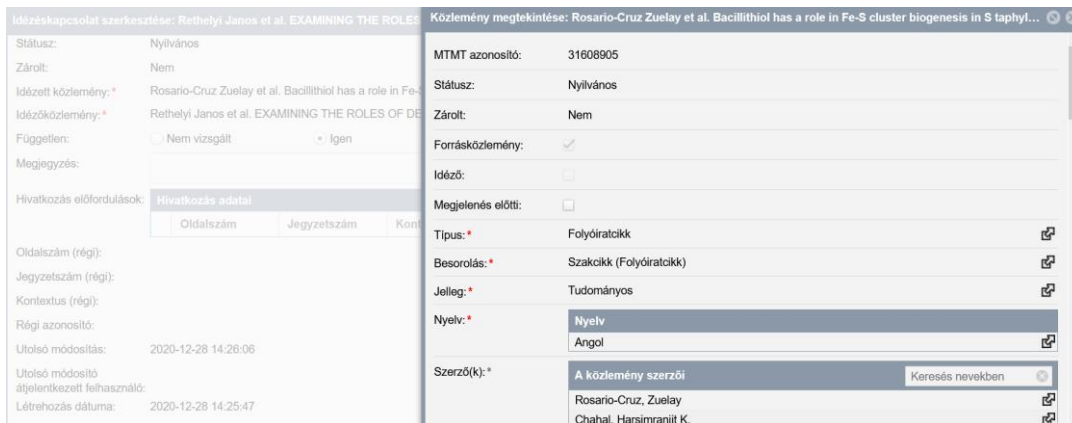 Idézéskapcsolat szerkesztése: Rethelyi Janos et al. EXAMINING THE ROLES
Státusz: Nyilvános
Zárolt: Nem
Idézett közlemény:* Rosario-Cruz Zuelay et al. Bacillithiol has a role in Fe-S
Idézőközlemény:* Rethelyi Janos et al. EXAMINING THE ROLES OF DE
Független: Nem vizsgált Igen
Megjegyzés:
Hivatkozás előfordulások: Hivatkozás adatai
Oldalszám Jegyzetszám Kont
Oldalszám (régi):
Jegyzetszám (régi):
Kontextus (régi):
Régi azonosító:
Utolsó módosítás: 2020-12-28 14:26:06
Utolsó módosító
átjelentkezett felhasználó:
Létrehozás dátuma: 2020-12-28 14:25:47
Közlemény megtekintése: Rosario-Cruz Zuelay et al. Bacillithiol has a role in Fe-S cluster biogenesis in S taphyl...
MTMT azonosító: 31608905
Státusz: Nyilvános
Zárolt: Nem
Forrásközlemény:
Idéző:
Megjelenés előtti:
Típus:* Folyóiratcikk
Besorolás:* Szakcikk (Folyóiratcikk)
Jelleg:* Tudományos
Nyelv:* Nyelv
Angol
Szerző(k):* A közlemény szerzői Keresés nevekben
Rosario-Cruz, Zuelay
Chahal, Harsimranjit K.